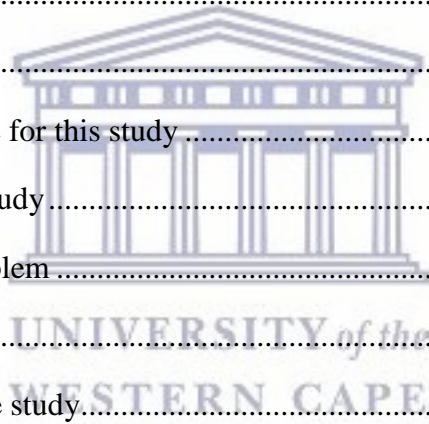 ...............................................
...............................................
for this study ...............................................
udy ...............................................
lem ...............................................
...............................................
UNIVERSITY of the
e study ...............................................
WESTERN CAPE